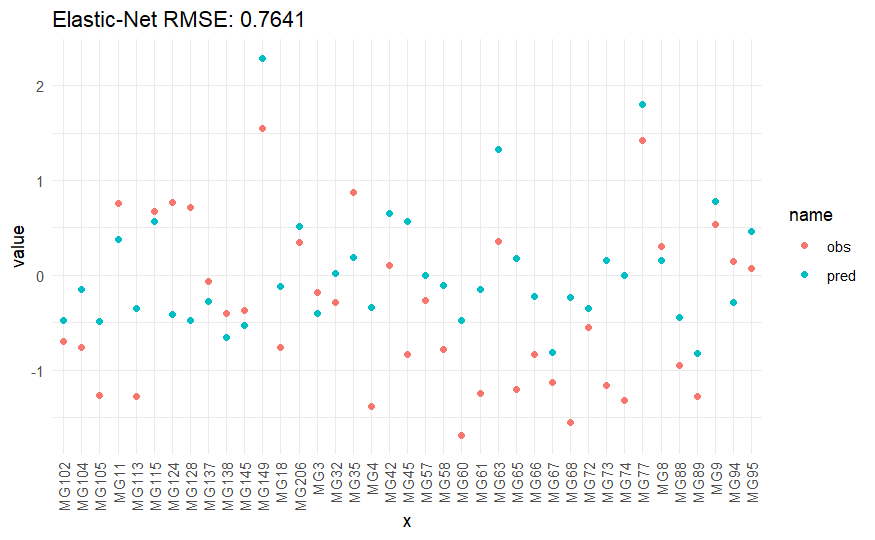 Elastic-Net RMSE: 0.7641
value
2
1
0
-1
MG102
MG104
MG105
MG11
MG113
MG115
MG124
MG128
MG137
MG138
MG145
MG149
MG18
MG206
MG3
MG32
MG35
MG4
MG42
MG45
MG57
MG58
MG60
MG61
MG63
MG65
MG66
MG67
MG68
MG72
MG73
MG74
MG77
MG8
MG88
MG89
MG9
MG94
MG95
x
name
obs
pred